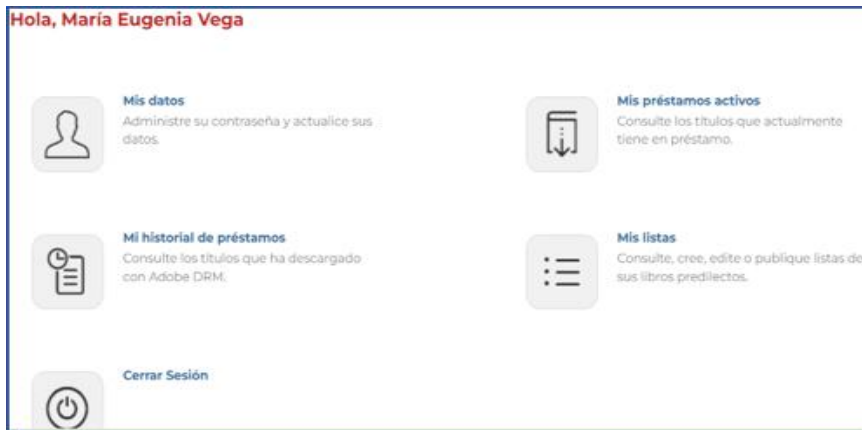 Hola, María Eugenia Vega
Mis datos
Administre su contraseña y actualice sus
datos.
Mis préstamos activos
Consulte los títulos que actualmente
tiene en préstamo.
Mi historial de préstamos
Consulte los títulos que ha descargado
con Adobe DRM.
Mis listas
Consulte, cree, edite o publique listas de
sus libros predilectos.
Cerrar Sesión